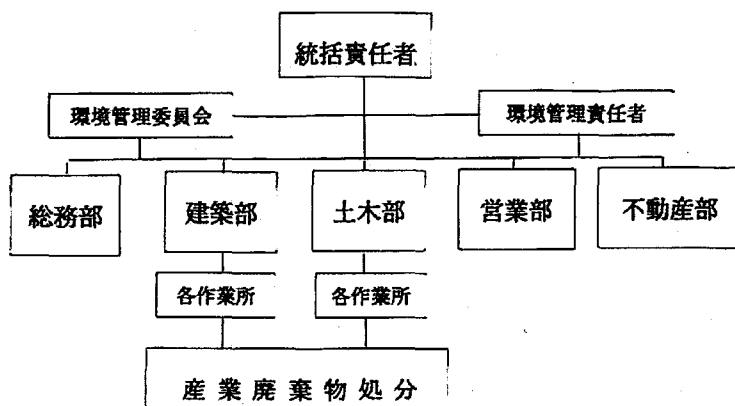 統括責任者
環境管理委員会
環境管理責任者
総務部
建築部
土木部
営業部
不動産部
各作業所
各作業所
産業廃棄物処分